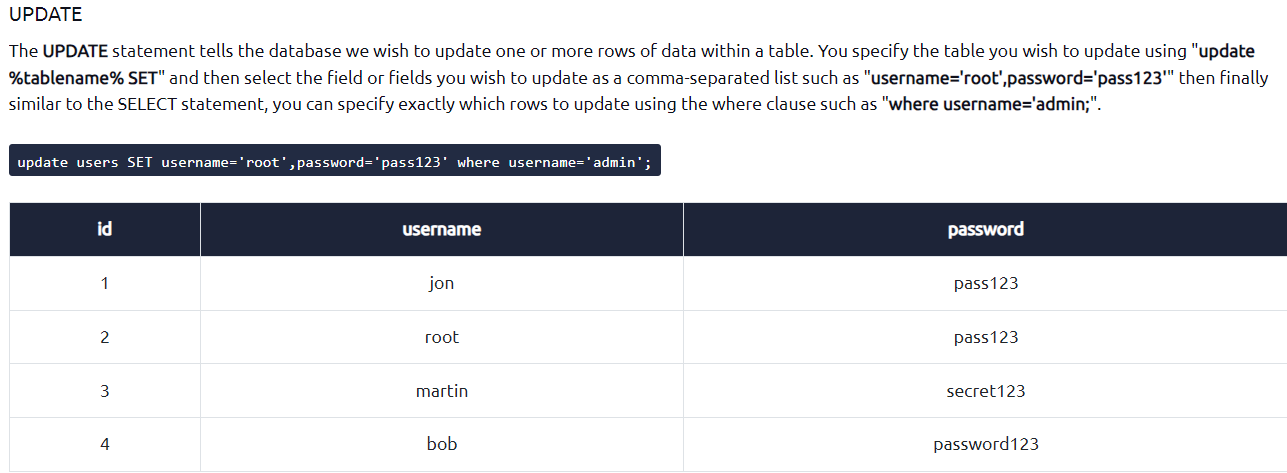 UPDATE
The UPDATE statement tells the database we wish to update one or more rows of data within a table. You specify the table you wish to update using "update
%tablename% SET" and then select the field or fields you wish to update as a comma-separated list such as "username='root',password='pass123'" then finally
similar to the SELECT statement, you can specify exactly which rows to update using the where clause such as "where username='admin;".
update users SET username='root',password='pass123' where username='admin';
id username password
1 jon pass123
2 root pass123
3 martin secret123
4 bob password123